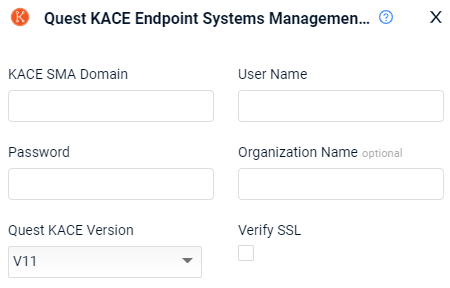 Quest KACE Endpoint Systems Managemen...
KACE SMA Domain
User Name
Password
Organization Name optional
Quest KACE Version
Verify SSL
V11